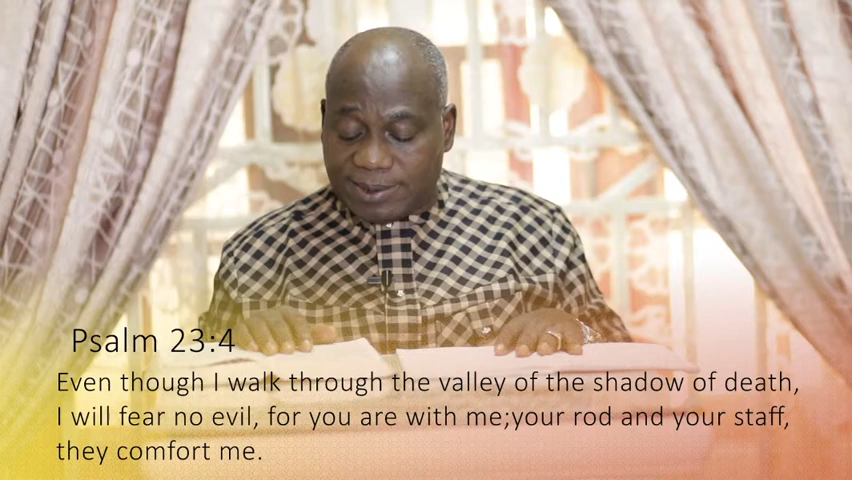 Psalm 23:4
Even though I walk through the valley of the shadow of death,
I will fear no evil, for you are with me;your rod and your staff,
they comfort me.